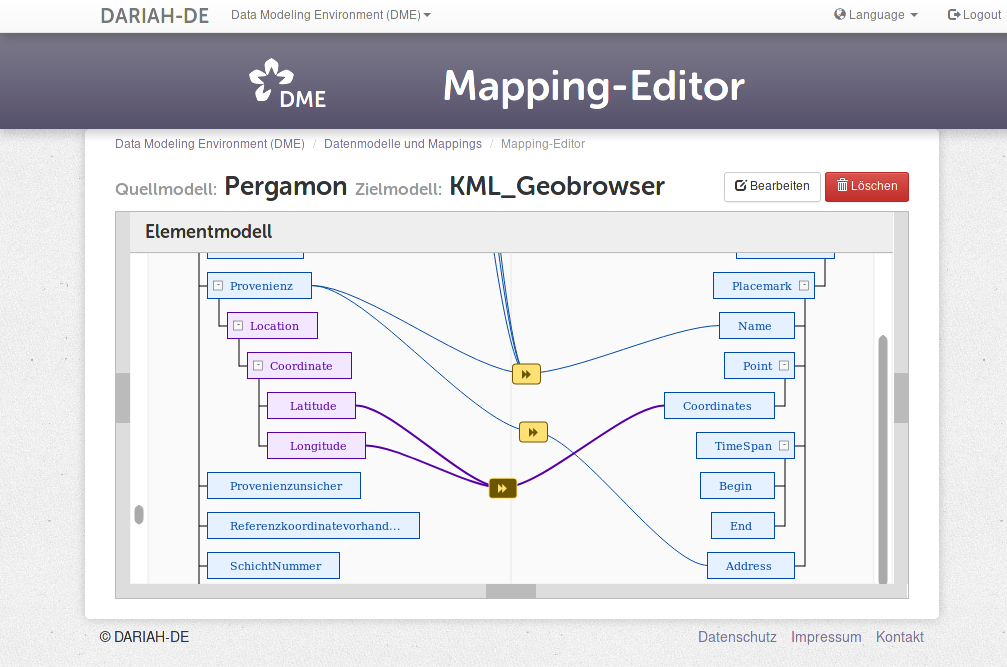 DARIAH-DE Data Modeling Environment (DME) Language Logout
DME Mapping-Editor
Data Modeling Environment (DME) / Datenmodelle und Mappings / Mapping-Editor
Quellmodell: Pergamon Zielmodell: KML_Geobrowser Bearbeiten Löschen
Elementmodell
Provenienz Placemark
Location Name
Coordinate Point
Latitude Coordinates
Longitude TimeSpan
Provenienzunsicher Begin
Referenzkoordinatevorhand... End
SchichtNummer Address
© DARIAH-DE Datenschutz Impressum Kontakt